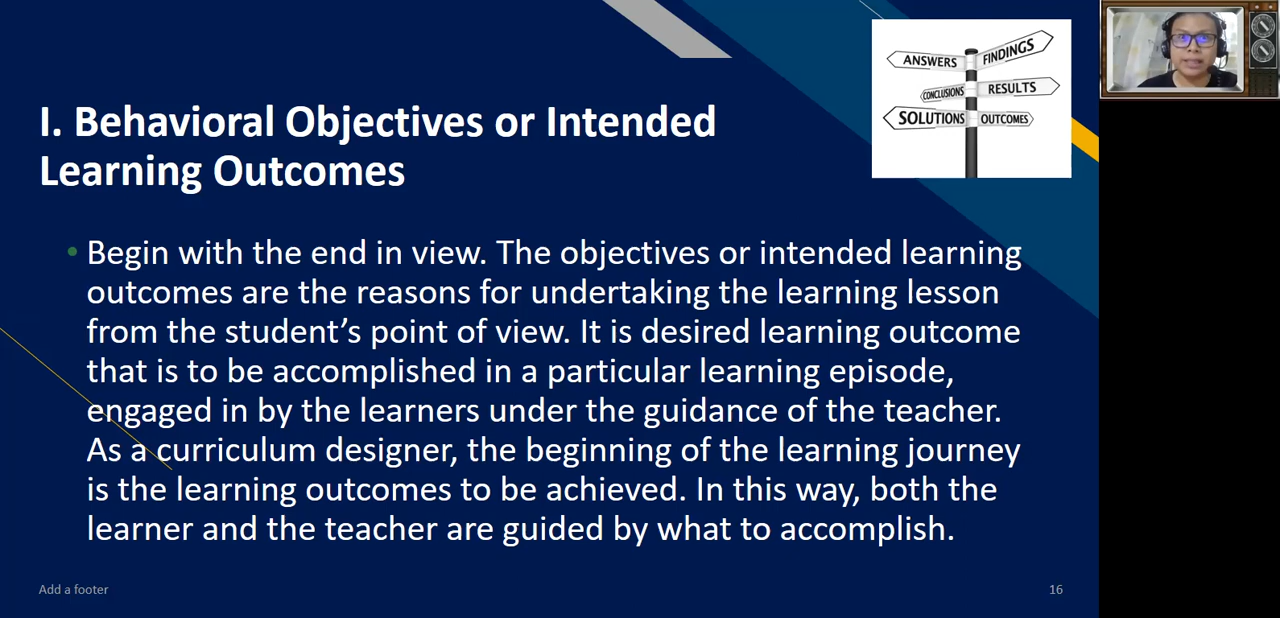 ANSWERS
FINDINGS
CONCLUSIONS
RESULTS
SOLUTIONS
OUTCOMES
I. Behavioral Objectives or Intended
Learning Outcomes
• Begin with the end in view. The objectives or intended learning
outcomes are the reasons for undertaking the learning lesson
from the student’s point of view. It is desired learning outcome
that is to be accomplished in a particular learning episode,
engaged in by the learners under the guidance of the teacher.
As a curriculum designer, the beginning of the learning journey
is the learning outcomes to be achieved. In this way, both the
learner and the teacher are guided by what to accomplish.
Add a footer
16